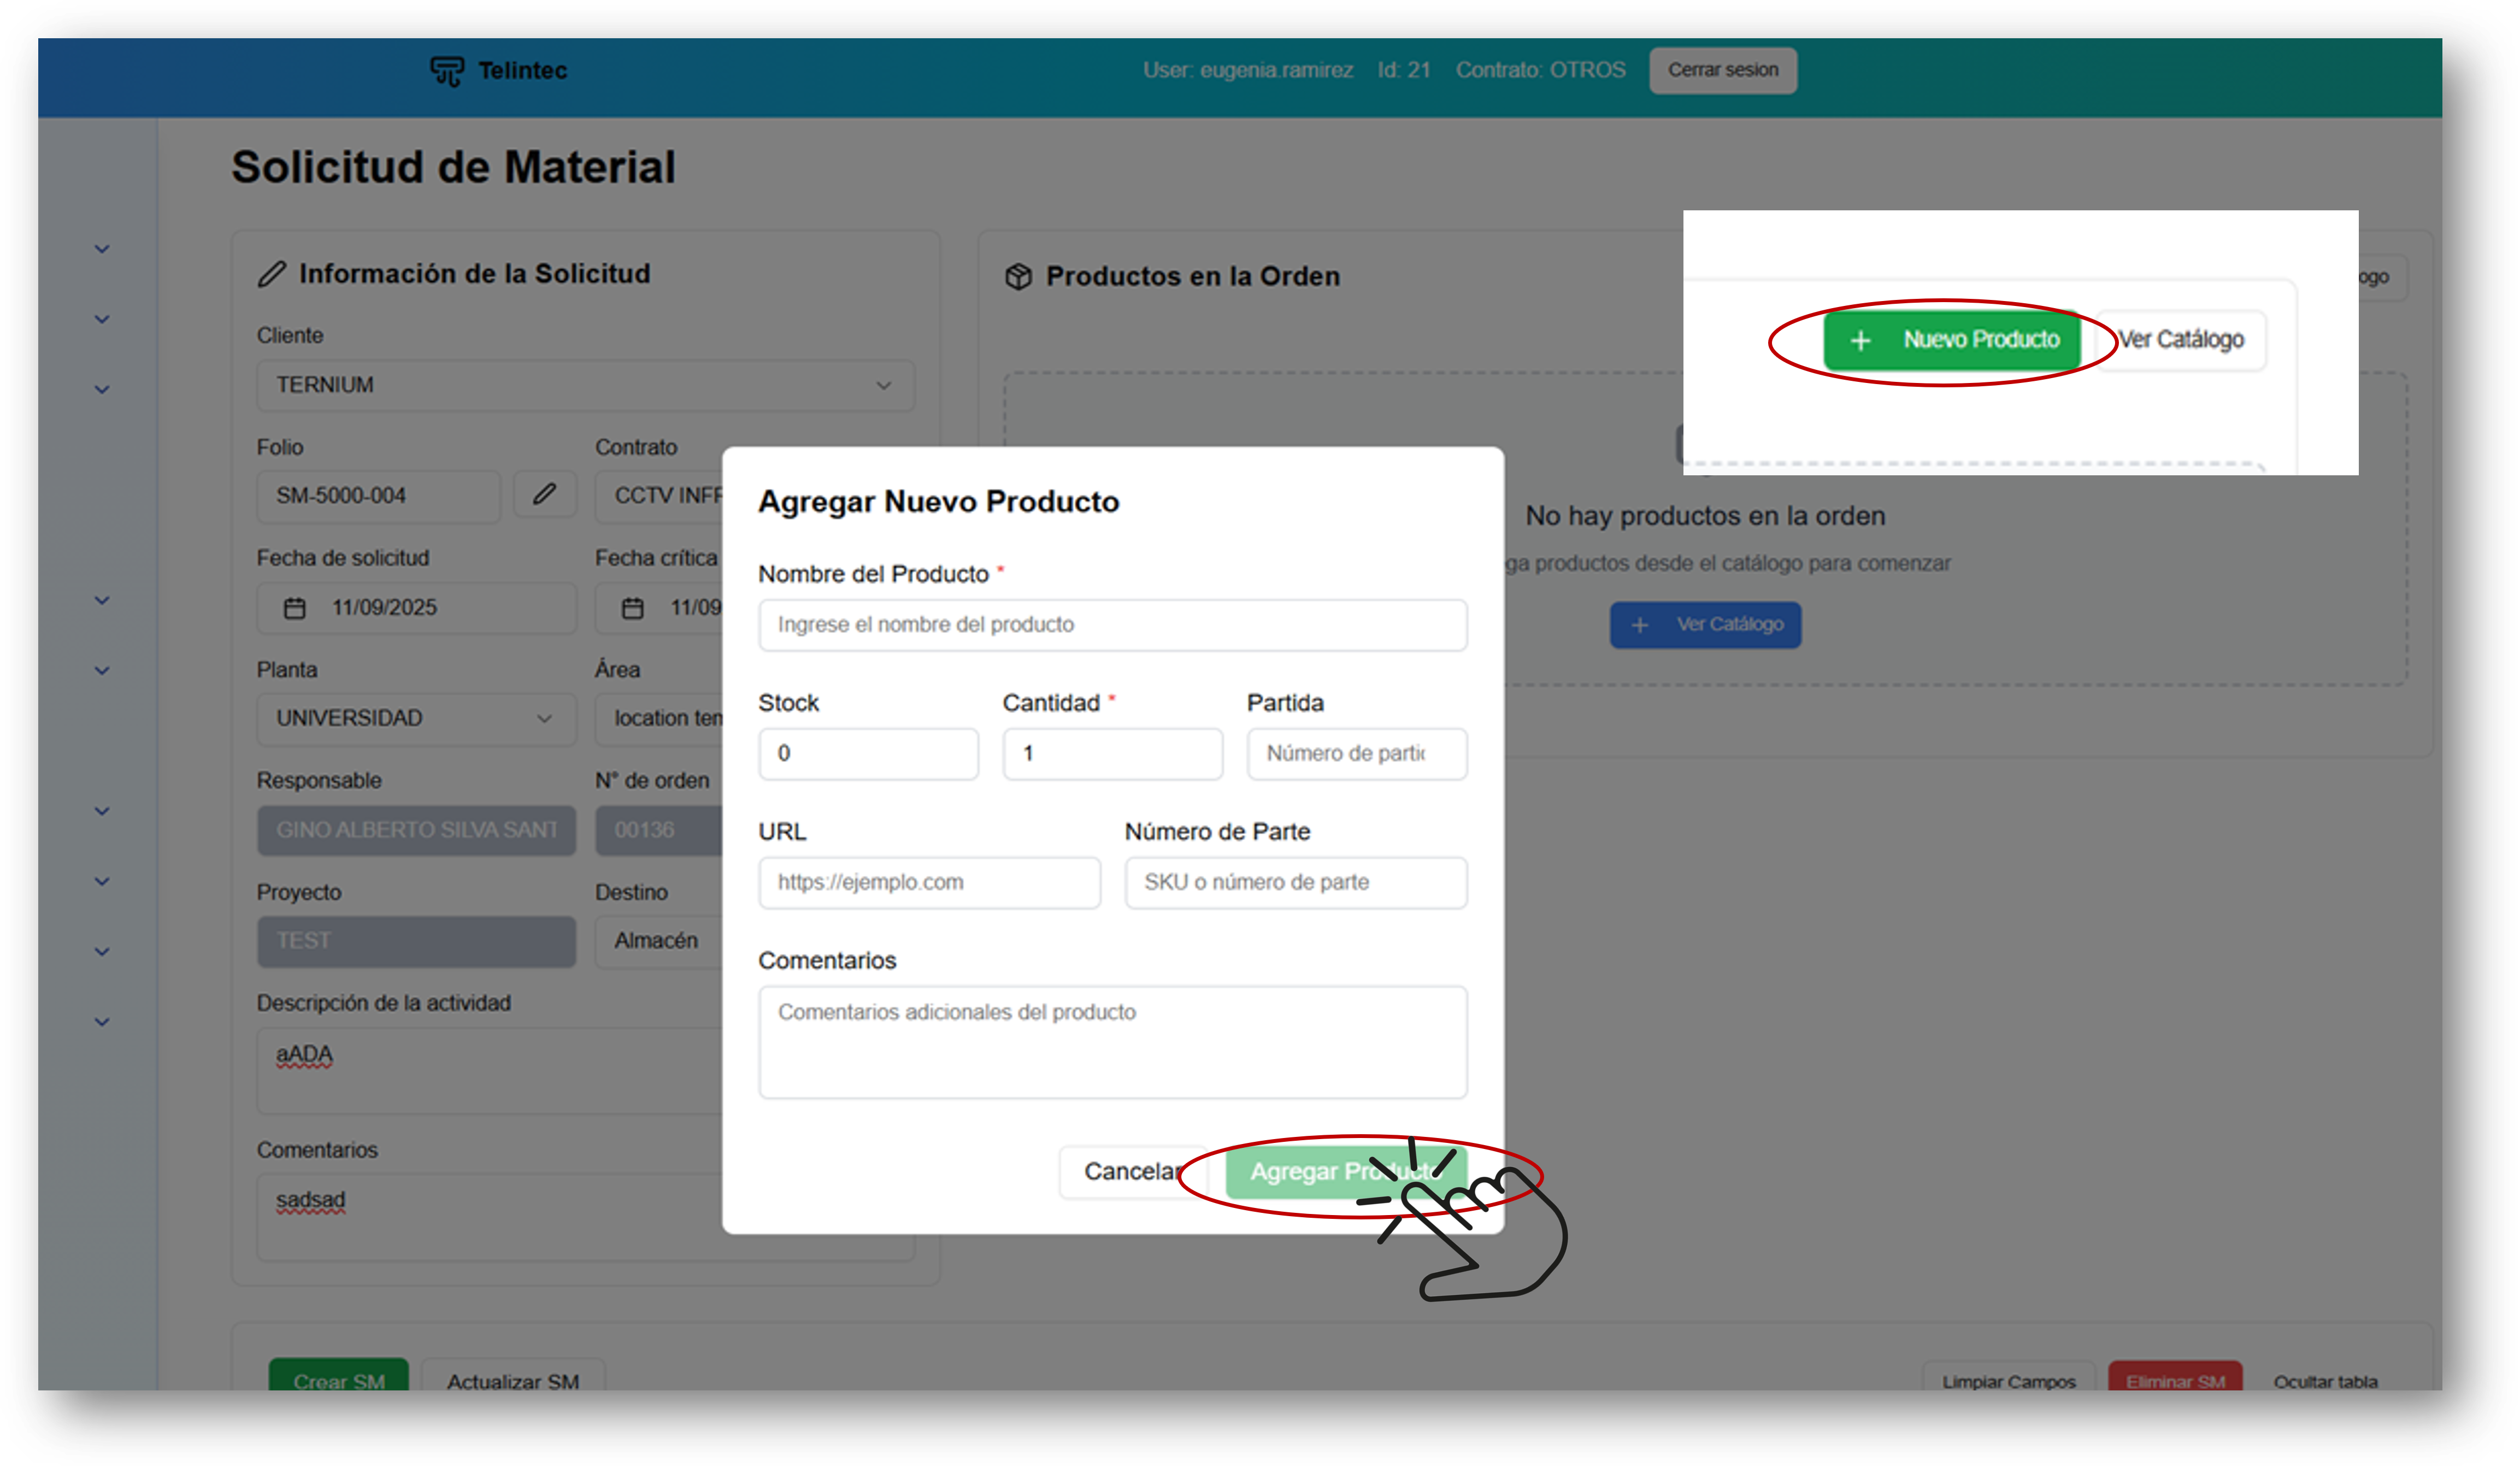 Telintec
User: eugenia.ramirez Id: 21 Contrato: OTROS Cerrar sesion
Solicitud de Material
Información de la Solicitud
Cliente
TERNIUM
Folio Contrato
SM-5000-004 CCTV
Fecha de solicitud Fecha crítica
11/09/2025 11/09
Planta Área
UNIVERSIDAD location
Responsable N° de orden
GINO ALBERTO SILVA SANT 00136
Proyecto Destino
TEST Almacén
Descripción de la actividad
aADA
Comentarios
sadsad
Productos en la Orden
ogo
+ Nuevo Producto Ver Catálogo
No hay productos en la orden
ga productos desde el catálogo para comenzar
+ Ver Catálogo
Agregar Nuevo Producto
Nombre del Producto *
Ingrese el nombre del producto
Stock Cantidad * Partida
0 1 Número de partic
URL Número de Parte
https://ejemplo.com SKU o número de parte
Comentarios
Comentarios adicionales del producto
Cancelar Agregar Producto
Crear SM Actualizar SM Limpiar Campos Eliminar SM Ocultar tabla